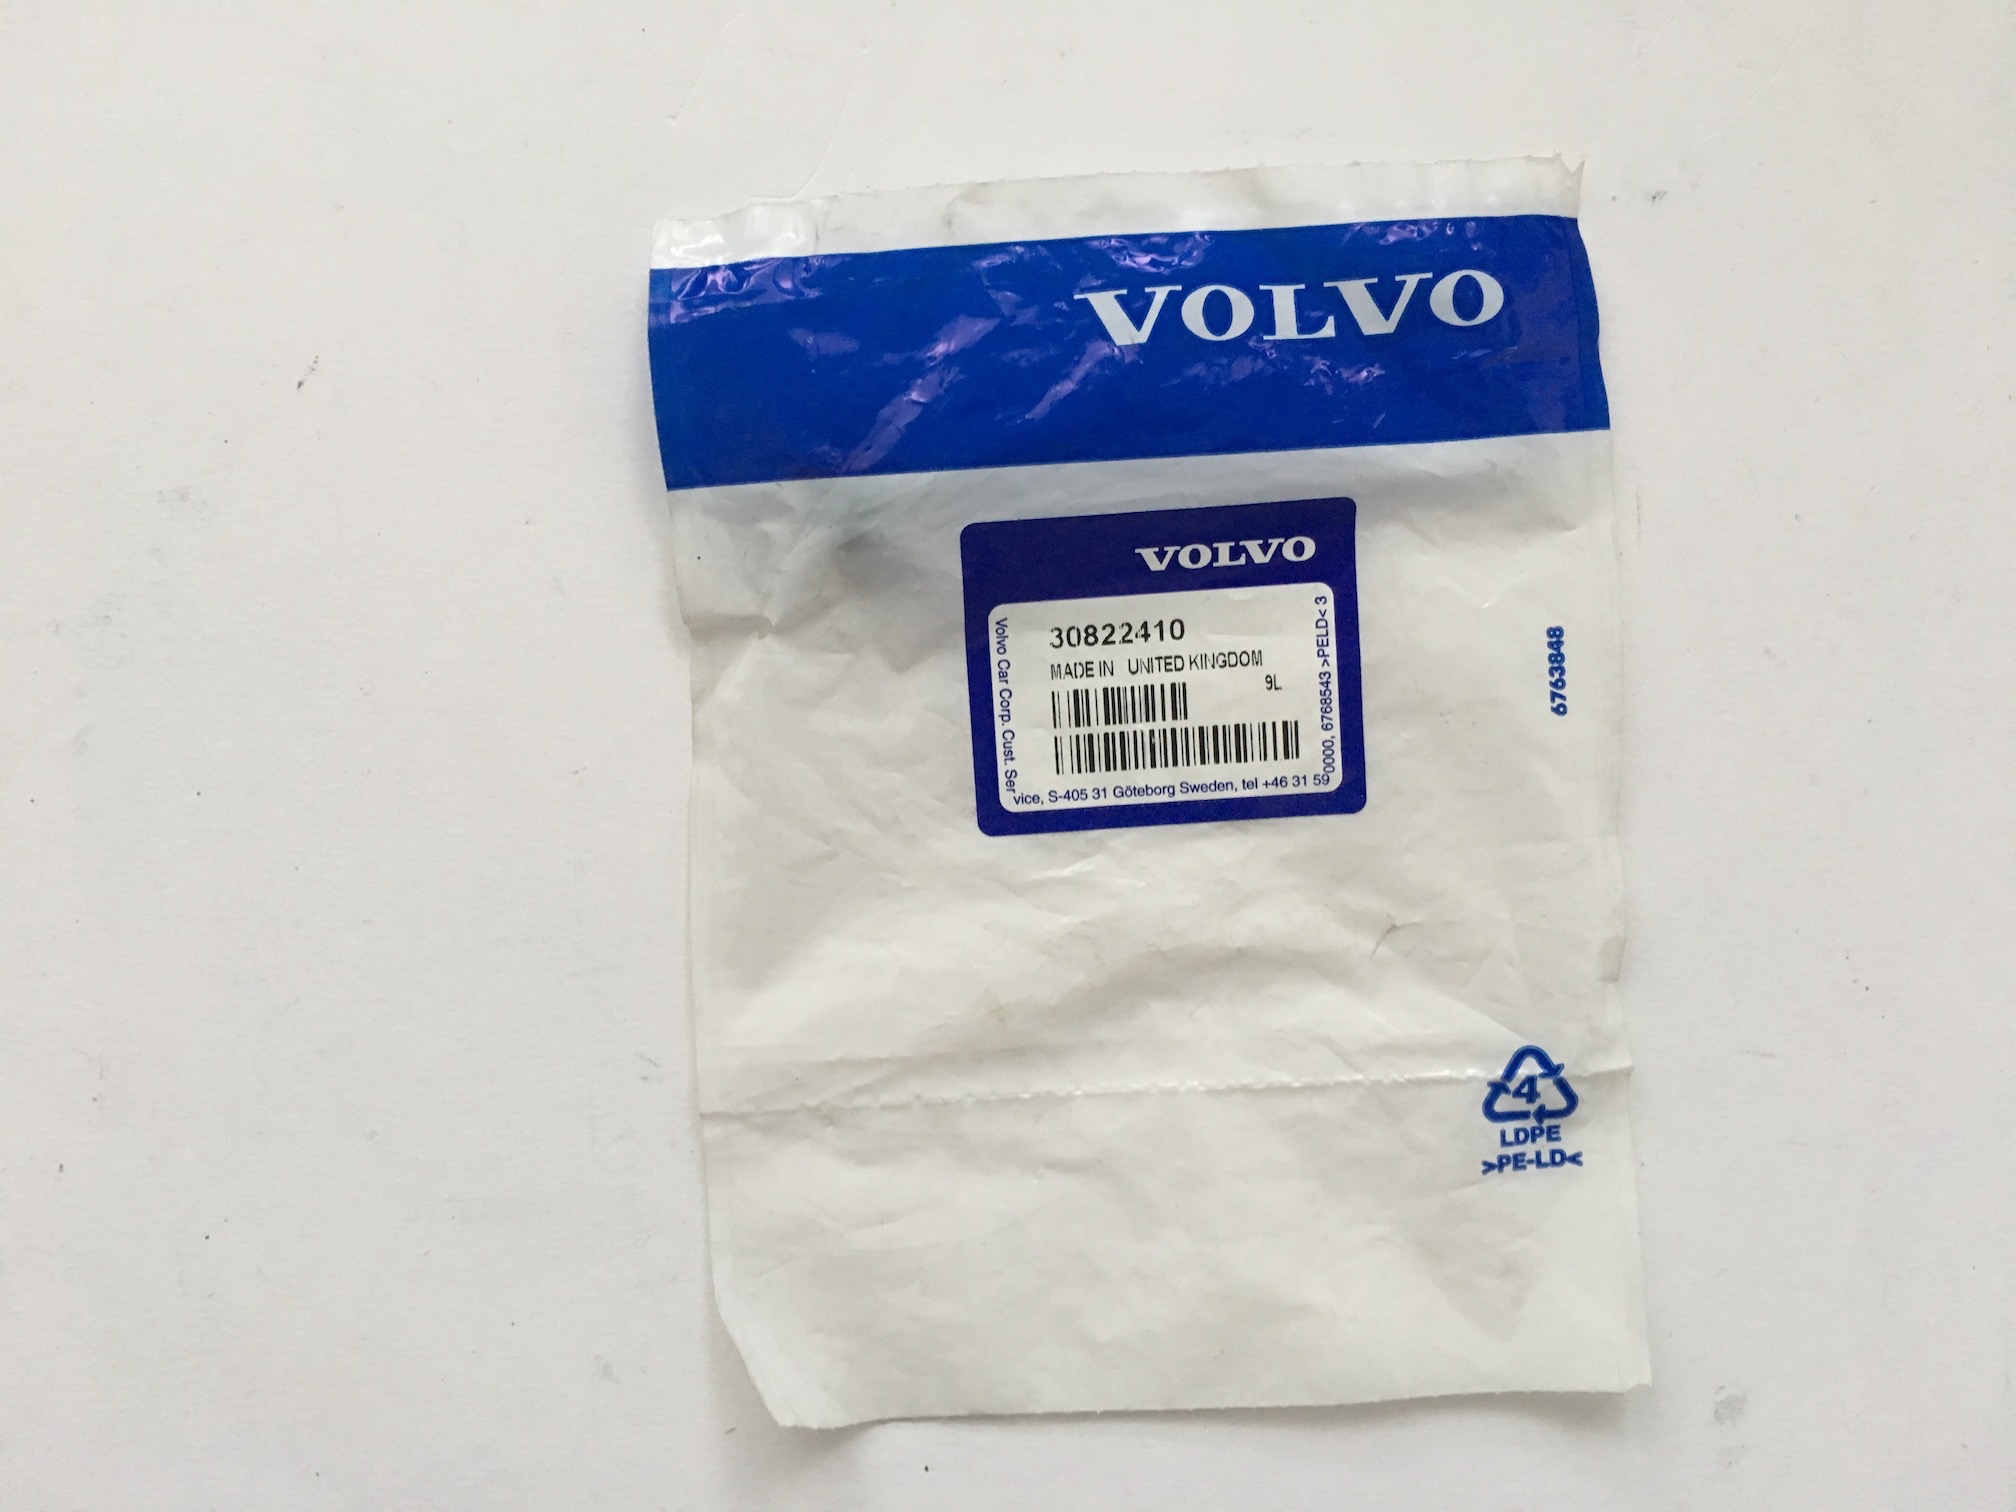 VOLVO
VOLVO
30822410
MADE IN UNITED KINGDOM
9L
Volvo Car Corp. Cust. Service, S-405 31 Göteborg Sweden, tel +46 31 590000, 6768543 >PELD< 3
6763848
4
LDPE
>PE-LD<